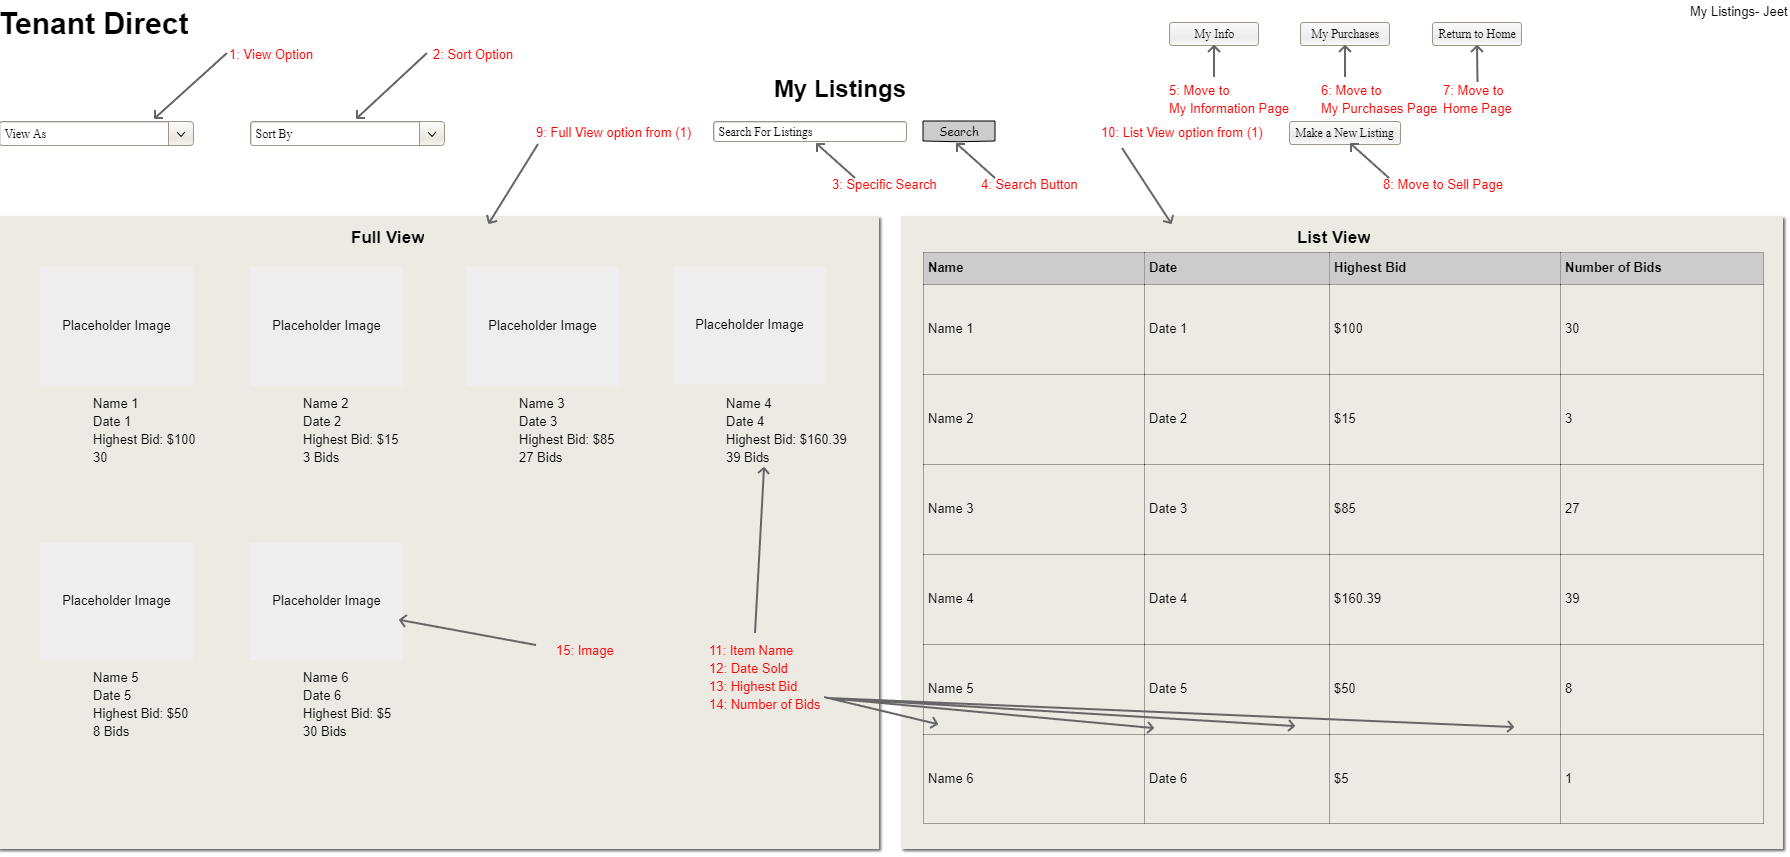 Tenant Direct
My Listings- Jeet
My Info
My Purchases
Return to Home
1: View Option
2: Sort Option
My Listings
5: Move to
My Information Page
6: Move to
My Purchases Page
7: Move to
Home Page
View As
Sort By
9: Full View option from (1)
Search For Listings
Search
10: List View option from (1)
Make a New Listing
3: Specific Search
4: Search Button
8: Move to Sell Page
Full View
Placeholder Image
Name 1
Date 1
Highest Bid: $100
30
Placeholder Image
Name 2
Date 2
Highest Bid: $15
3 Bids
Placeholder Image
Name 3
Date 3
Highest Bid: $85
27 Bids
Placeholder Image
Name 4
Date 4
Highest Bid: $160.39
39 Bids
Placeholder Image
Name 5
Date 5
Highest Bid: $50
8 Bids
Placeholder Image
Name 6
Date 6
Highest Bid: $5
30 Bids
15: Image
11: Item Name
12: Date Sold
13: Highest Bid
14: Number of Bids
List View
Name Date Highest Bid Number of Bids
Name 1 Date 1 $100 30
Name 2 Date 2 $15 3
Name 3 Date 3 $85 27
Name 4 Date 4 $160.39 39
Name 5 Date 5 $50 8
Name 6 Date 6 $5 1